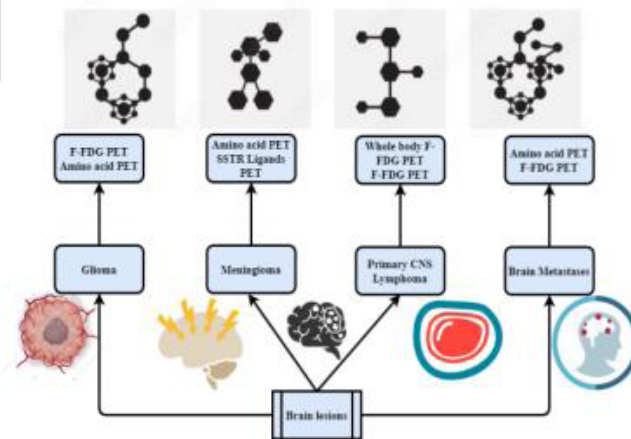 F-FDG PET
Amino acid PET
Amino acid PET
SSTR Ligands
PET
Whole body F-
FDG PET
F-FDG PET
Amino acid PET
F-FDG PET
Glioma
Meningioma
Primary CNS
Lymphoma
Brain Metastases
Brain lesions